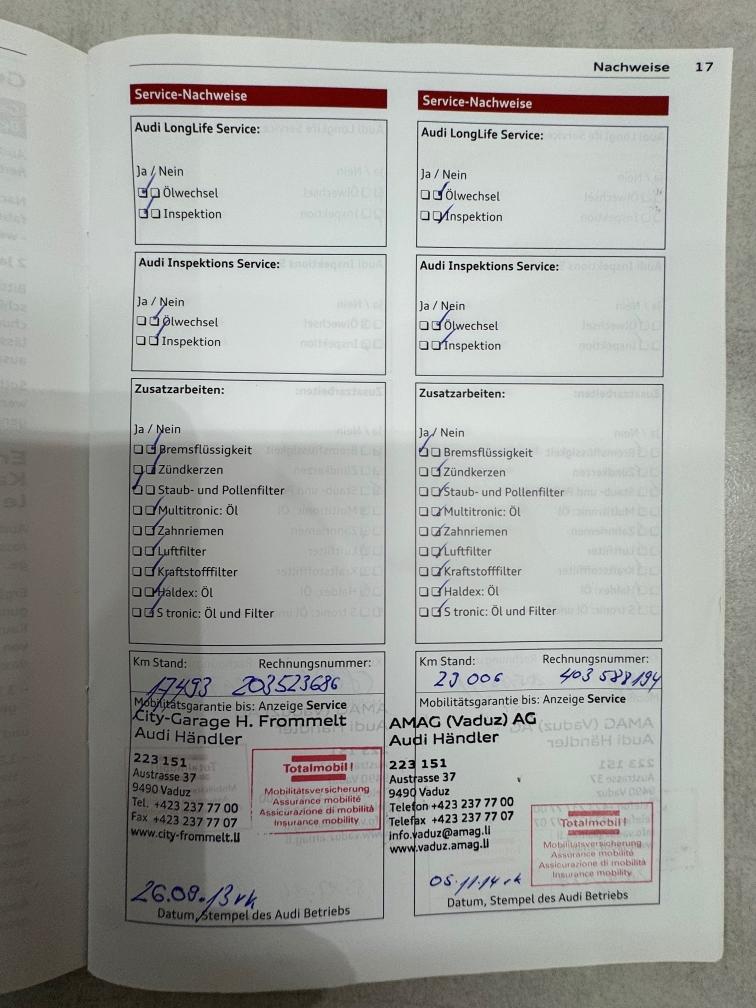 Nachweise 17
Service-Nachweise
Audi LongLife Service:
Ja / Nein
Ölwechsel
Inspektion
Audi Inspektions Service:
Ja / Nein
Ölwechsel
Inspektion
Zusatzarbeiten:
Ja / Nein
Bremsflüssigkeit
Zündkerzen
Staub- und Pollenfilter
Multitronic: Öl
Zahnriemen
Luftfilter
Kraftstofffilter
Haldex: Öl
S tronic: Öl und Filter
Km Stand: Rechnungsnummer:
17493 203523686
Mobilitätsgarantie bis: Anzeige Service
City-Garage H. Frommelt
Audi Händler
223 151
Austrasse 37
9490 Vaduz
Tel. +423 237 77 00
Fax +423 237 77 07
www.city-frommelt.li
Totalmobil!
Mobilitätsversicherung
Assurance mobilité
Assicurazione di mobilità
Insurance mobility
26.09.13
Datum, Stempel des Audi Betriebs
Service-Nachweise
Audi LongLife Service:
Ja / Nein
Ölwechsel
Inspektion
Audi Inspektions Service:
Ja / Nein
Ölwechsel
Inspektion
Zusatzarbeiten:
Ja / Nein
Bremsflüssigkeit
Zündkerzen
Staub- und Pollenfilter
Multitronic: Öl
Zahnriemen
Luftfilter
Kraftstofffilter
Haldex: Öl
S tronic: Öl und Filter
Km Stand: Rechnungsnummer:
23 006 403 588194
Mobilitätsgarantie bis: Anzeige Service
AMAG (Vaduz) AG
Audi Händler
223 151
Austrasse 37
9490 Vaduz
Telefon +423 237 77 00
Telefax +423 237 77 07
info.vaduz@amag.li
www.vaduz.amag.li
Totalmobil!
Mobilitätsversicherung
Assurance mobilité
Assicurazione di mobilità
Insurance mobility
05.11.14
Datum, Stempel des Audi Betriebs